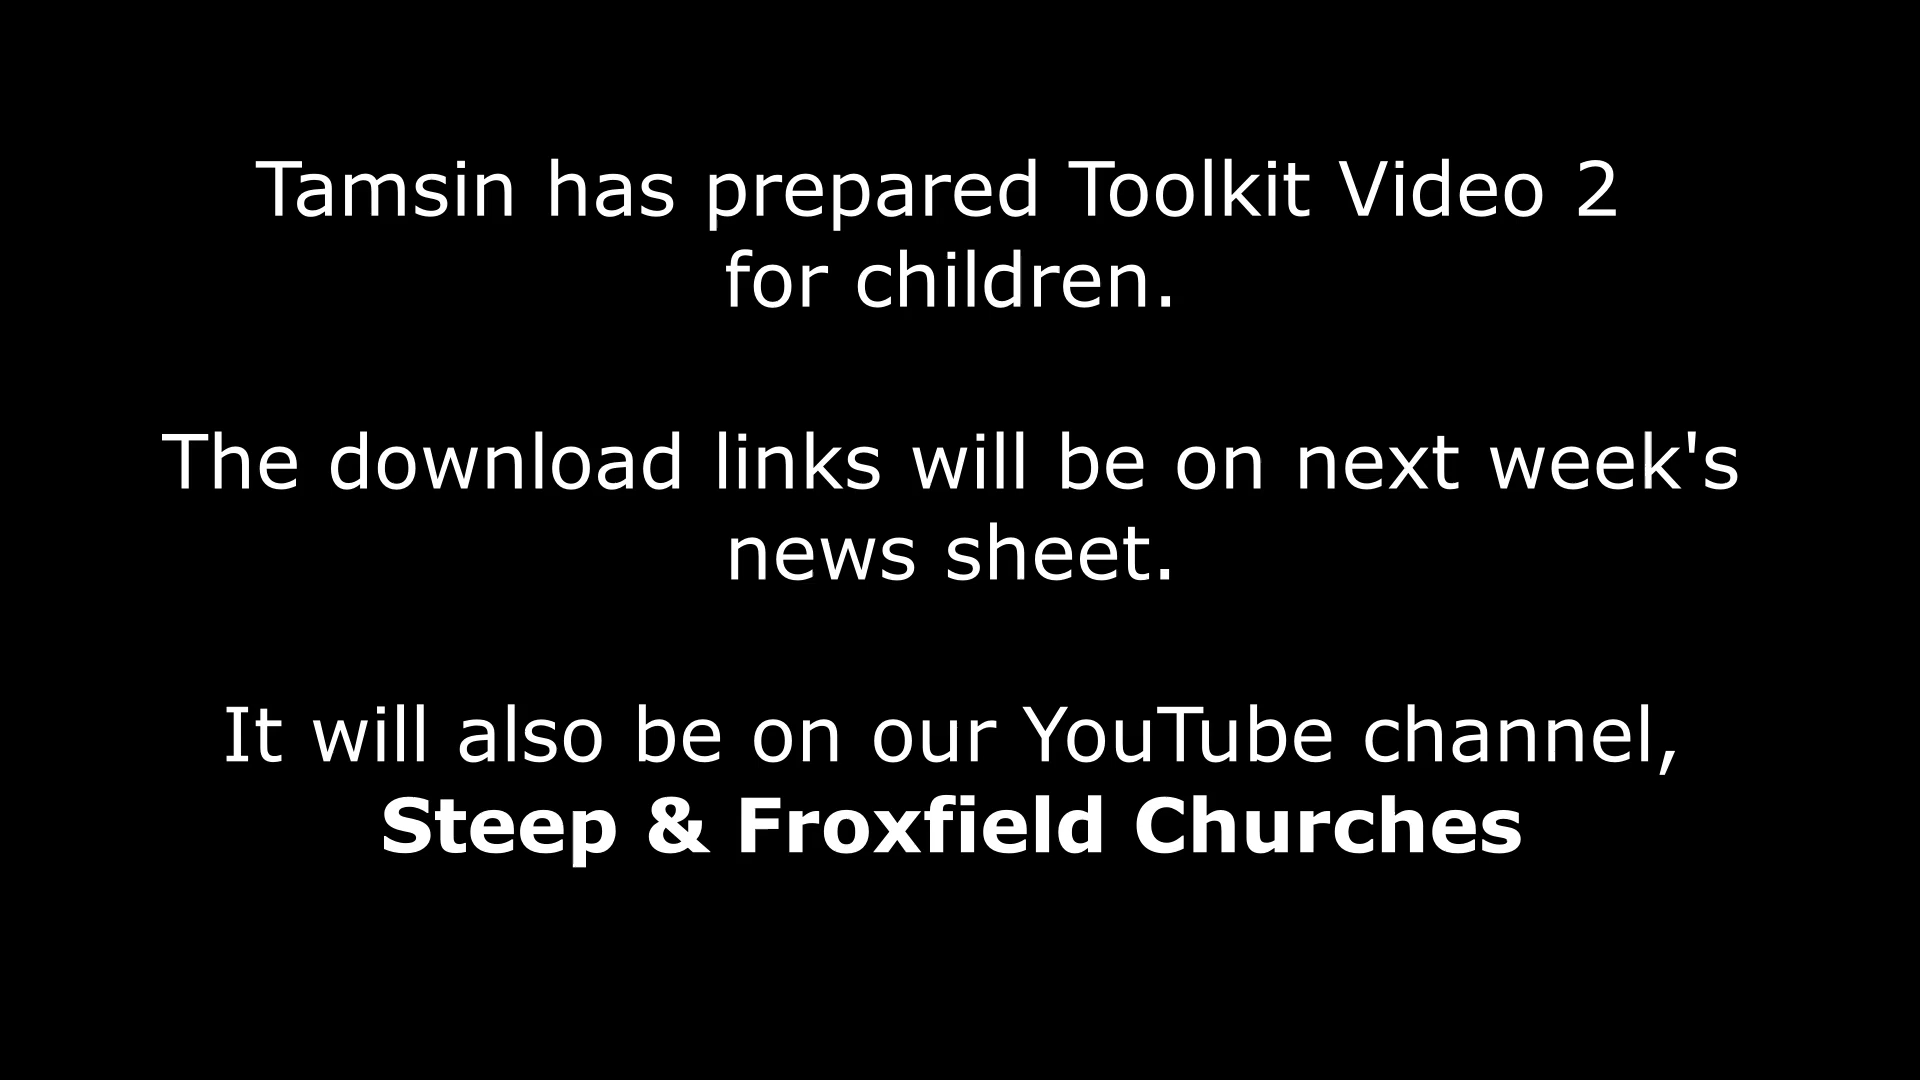 Tamsin has prepared Toolkit Video 2
for children.
The download links will be on next week's
news sheet.
It will also be on our YouTube channel,
Steep & Froxfield Churches